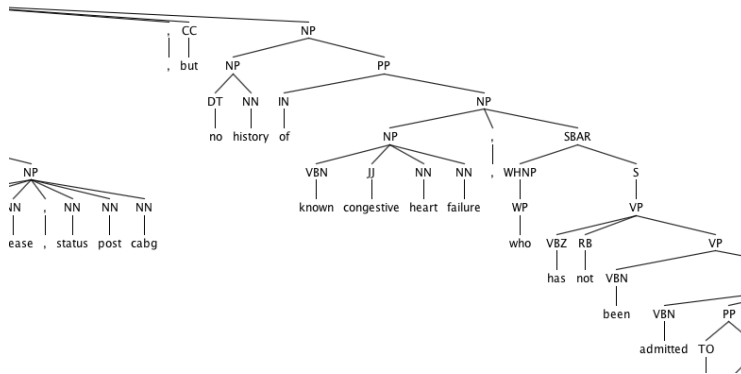 , CC NP
, but NP PP
DT NN IN NP
no history of NP , SBAR
NP VBN JJ NN NN , WHNP S
NN , NN NN NN known congestive heart failure WP VP
ease , status post cabg who VBZ RB VP
has not VBN
been VBN PP
admitted TO